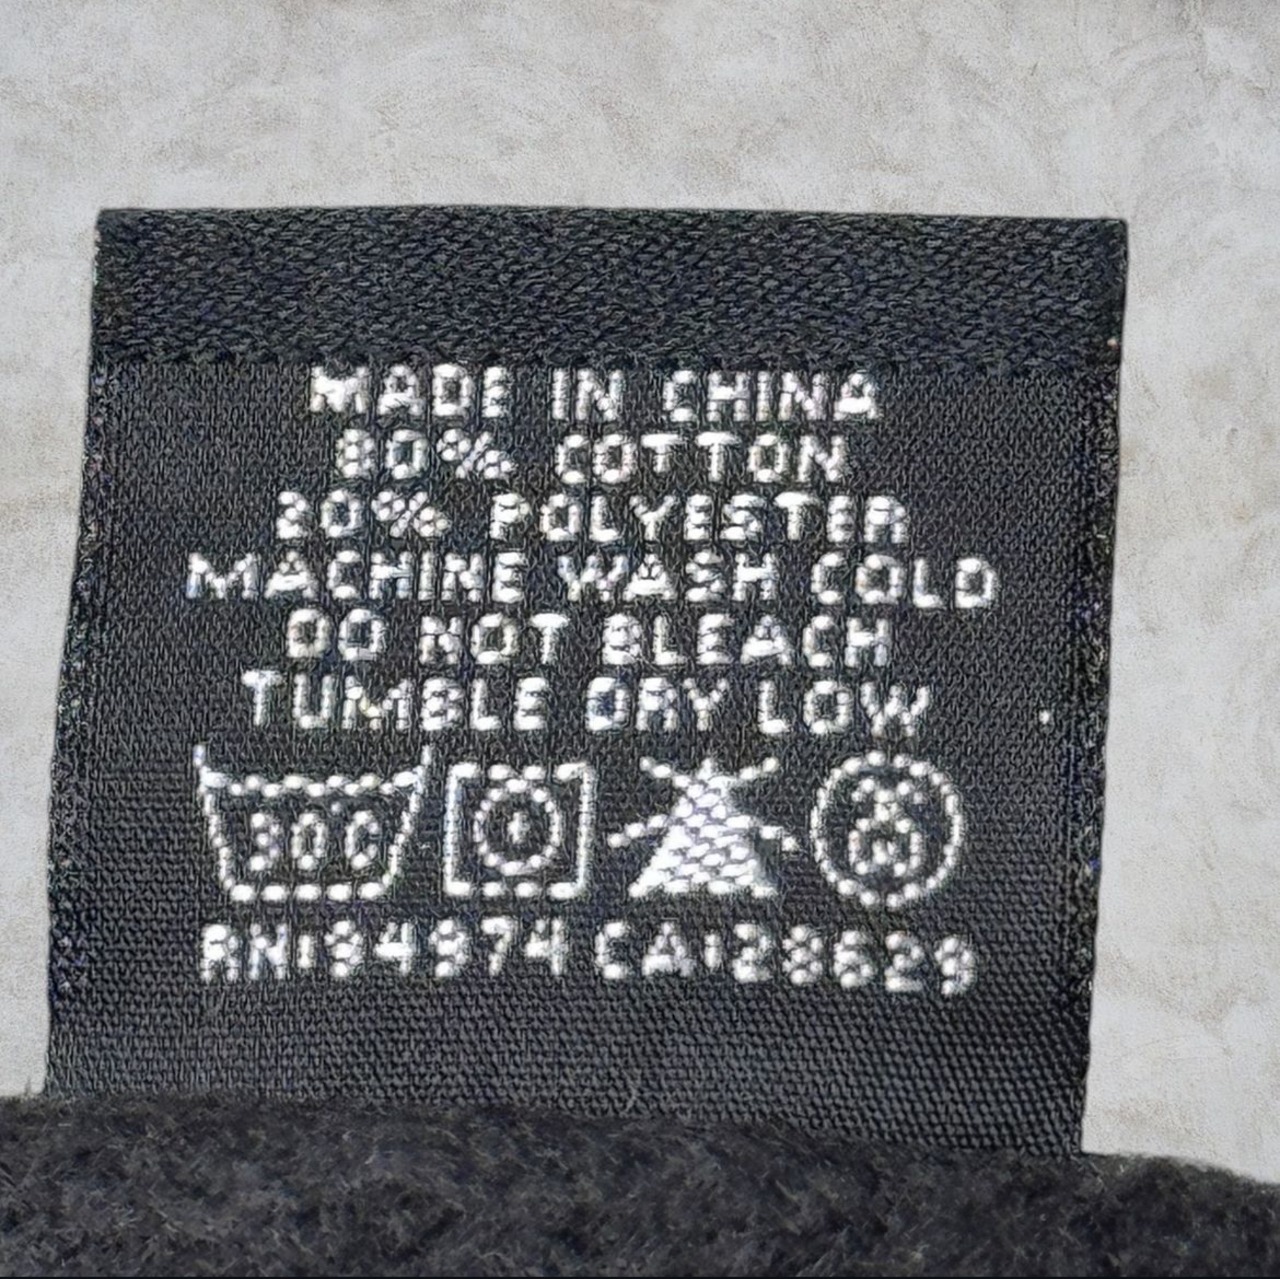 MADE IN CHINA
80% COTTON
20% POLYESTER
MACHINE WASH COLD
DO NOT BLEACH
TUMBLE DRY LOW
30C
RN:94974 CA:28629